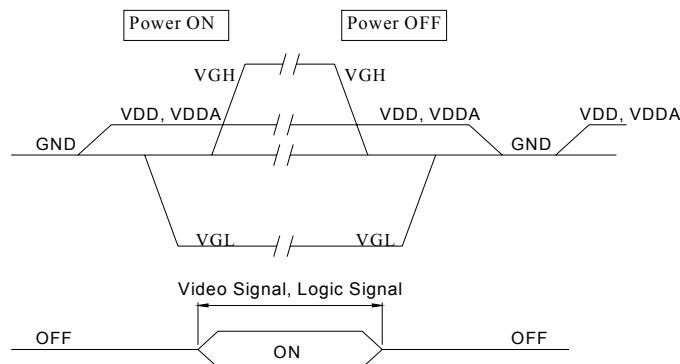 Power ON Power OFF
VGH VGH
VDD, VDDA VDD, VDDA VDD, VDDA
GND GND
VGL VGL
Video Signal, Logic Signal
OFF ON OFF